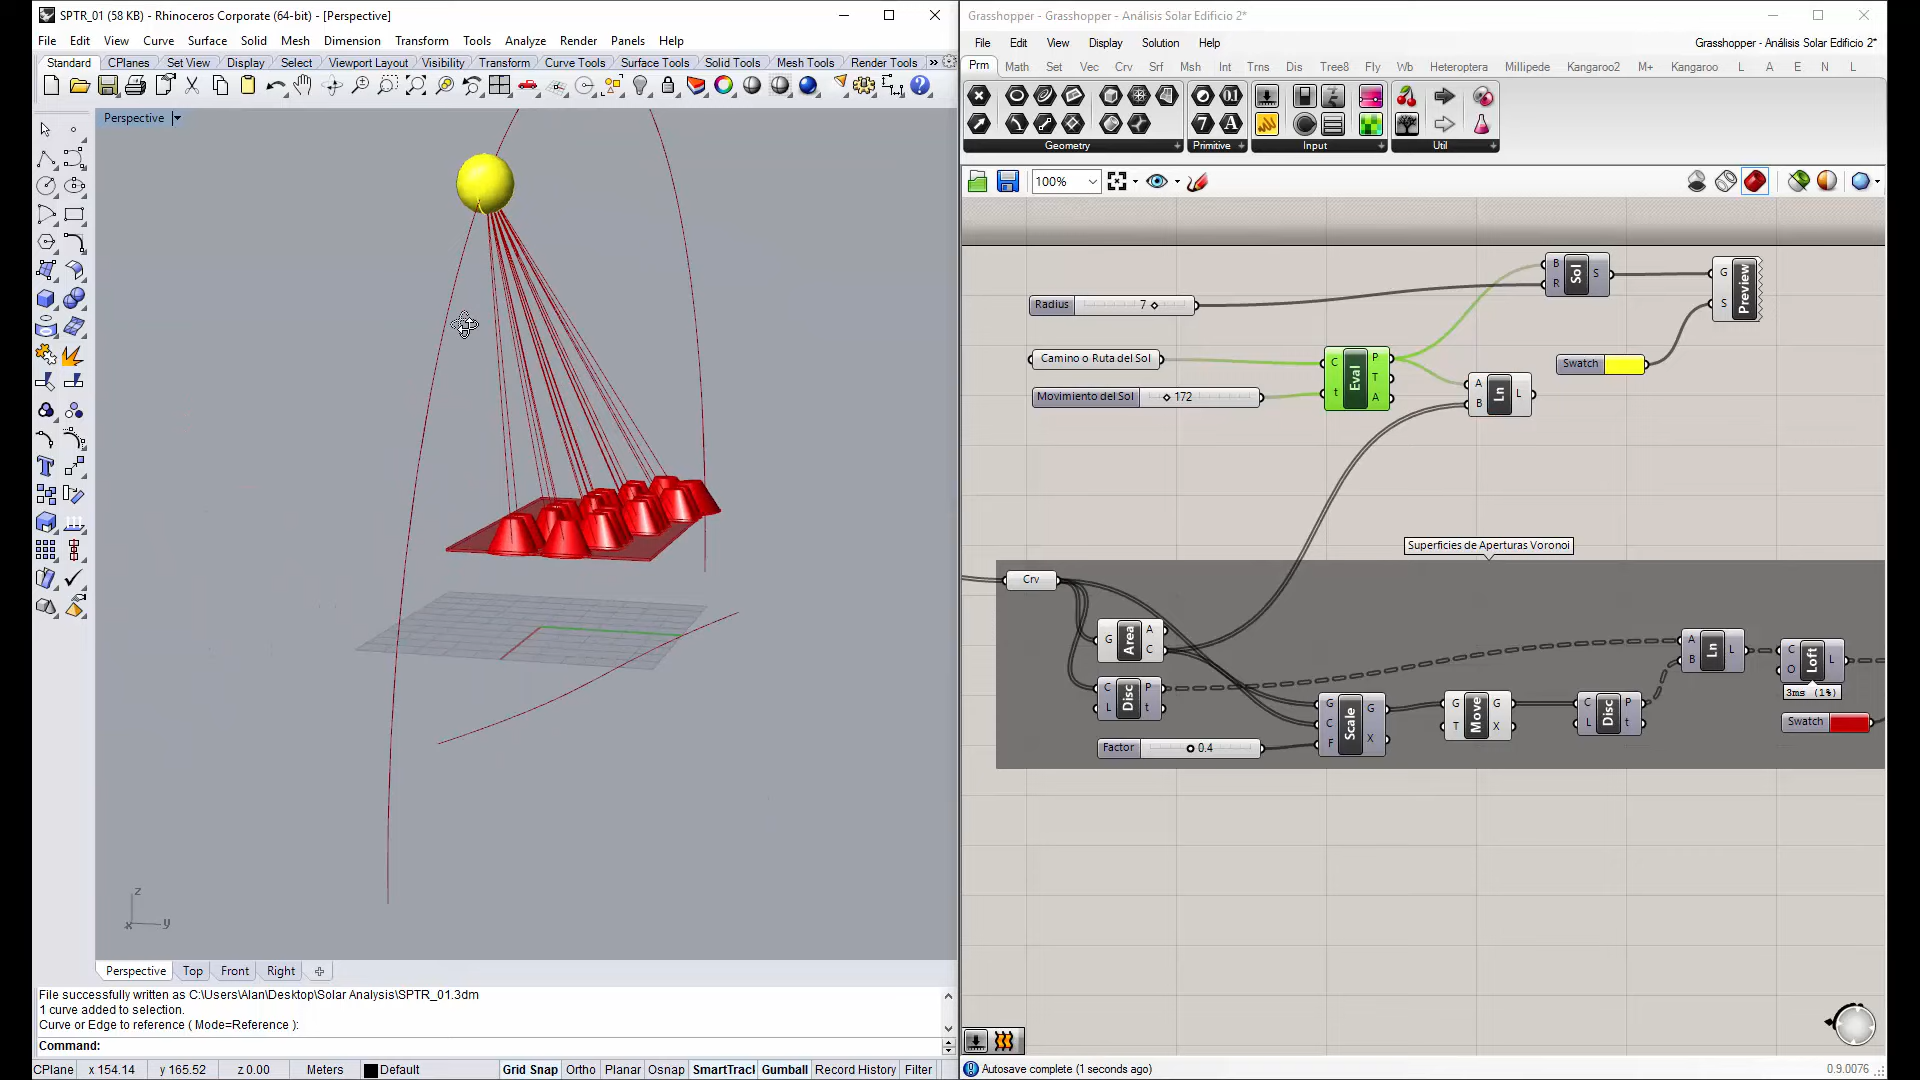 SPTR_01 (58 KB) - Rhinoceros Corporate (64-bit) - [Perspective]
File Edit View Curve Surface Solid Mesh Dimension Transform Tools Analyze Render Panels Help
Standard CPlanes Set View Display Select Viewport Layout Visibility Transform Curve Tools Surface Tools Solid Tools Mesh Tools Render Tools »
Perspective
z
x y
Perspective Top Front Right
File successfully written as C:\Users\Alan\Desktop\Solar Analysis\SPTR_01.3dm
1 curve added to selection.
Curve or Edge to reference ( Mode=Reference ):
Command:
CPlane x 154.14 y 165.52 z 0.00 Meters Default Grid Snap Ortho Planar Osnap SmartTracl Gumball Record History Filter
Grasshopper - Grasshopper - Análisis Solar Edificio 2*
File Edit View Display Solution Help
Grasshopper - Análisis Solar Edificio 2*
Prm Math Set Vec Crv Srf Msh Int Trns Dis Tree8 Fly Wb Heteroptera Millipede Kangaroo2 M+ Kangaroo L A E N L
Geometry Primitive Input Util
100%
B R Sol S
G S Preview
Radius 7
Camino o Ruta del Sol
C t Eval P T A
Swatch
Movimiento del Sol 172
A B Ln L
Superficies de Aperturas Voronoi
Crv
G Area A C
A B Ln L
C O Loft L
3ms (1%)
C L Disc P t
G C F Scale G X
G T Move G X
C L Disc P t
Swatch
Factor 0.4
Autosave complete (1 seconds ago)
0.9.0076